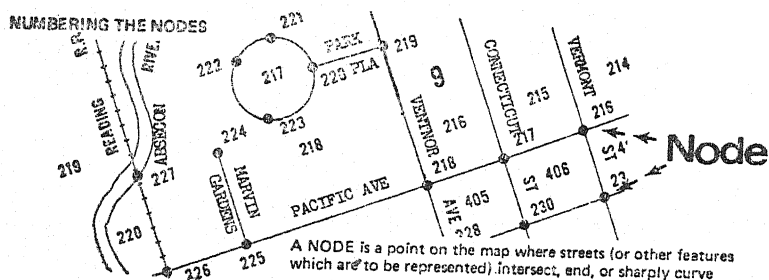 NUMBERING THE NODES
R.R.
RIVER
READING
ABSECON
219
227
220
226
221
222
217
220
223
224
218
MARVIN
GARDENS
225
PARK
PLA
219
9
VERTNOR
AVE
216
218
PACIFIC AVE
CONNECTICUT
ST
215
217
VERMONT
ST
214
216
Node
405
406
228
230
23
A NODE is a point on the map where streets (or other features
which are to be represented) intersect, end, or sharply curve